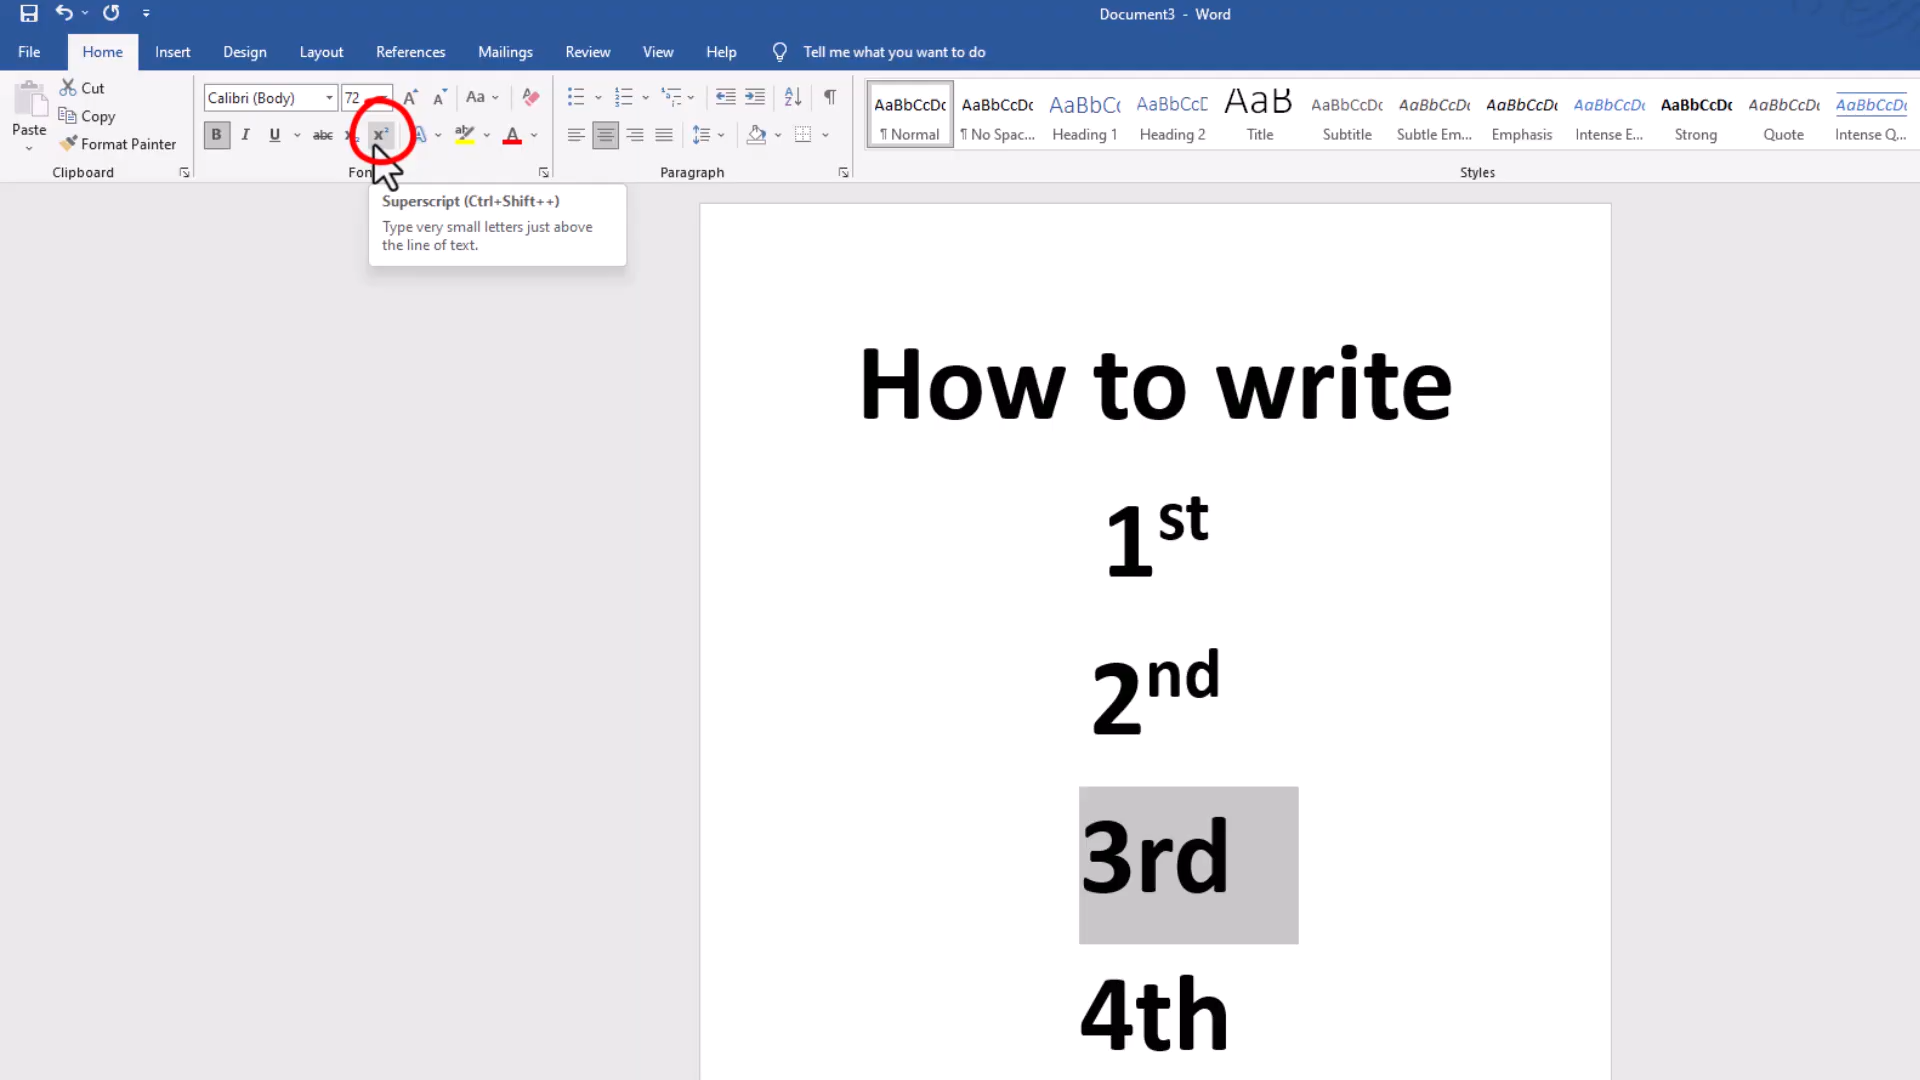 Document3 - Word
File Home Insert Design Layout References Mailings Review View Help Tell me what you want to do
Paste
Cut
Copy
Format Painter
Clipboard
Calibri (Body) 72 Aa
B I U abc x²
Font
Paragraph
AaBbCcDc AaBbCcDc AaBbC( AaBbCcE AaB AaBbCcDc AaBbCcDc AaBbCcDc AaBbCcDc AaBbCcDc AaBbCcDc AaBbCcDc
¶ Normal ¶ No Spac... Heading 1 Heading 2 Title Subtitle Subtle Em... Emphasis Intense E... Strong Quote Intense Q...
Styles
Superscript (Ctrl+Shift++)
Type very small letters just above
the line of text.
How to write
1st
2nd
3rd
4th